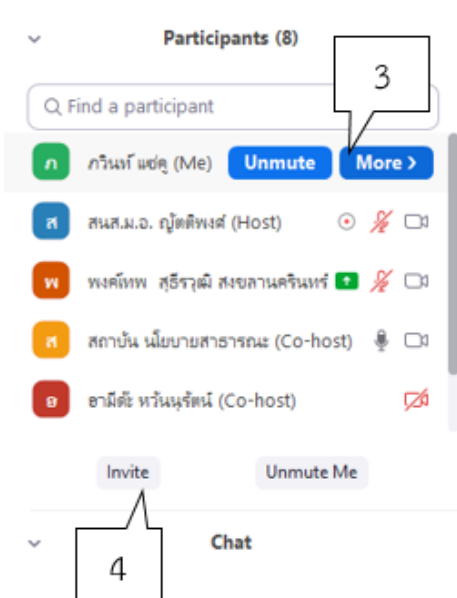 Participants (8)
3
Find a participant
ภ ภวินท์ แซ่คู (Me) Unmute More >
ส สนส.ม.อ. ญัตติพงศ์ (Host)
พ พงค์เทพ สุธีรวุฒิ สงขลานครินทร์
ส สถาบัน นโยบายสาธารณะ (Co-host)
อ ยามีด๊ะ หวันนุรัตน์ (Co-host)
Invite Unmute Me
Chat
4